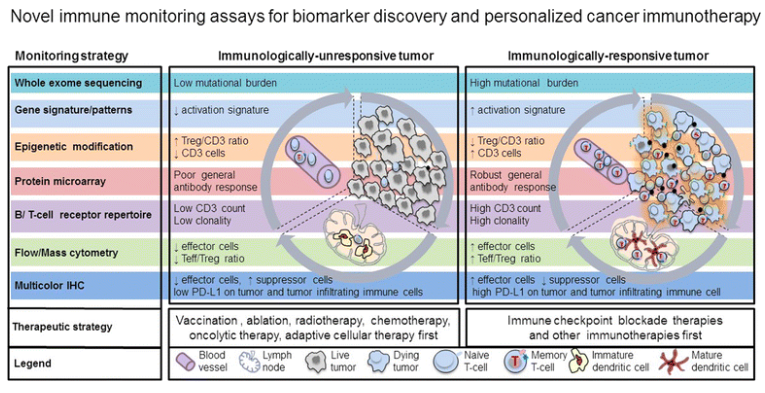 Novel immune monitoring assays for biomarker discovery and personalized cancer immunotherapy
Monitoring strategy
Immunologically-unresponsive tumor
Immunologically-responsive tumor
Whole exome sequencing
Low mutational burden
High mutational burden
Gene signature/patterns
↓ activation signature
↑ activation signature
Epigenetic modification
↑ Treg/CD3 ratio
↓ CD3 cells
↓ Treg/CD3 ratio
↑ CD3 cells
Protein microarray
Poor general
antibody response
Robust general
antibody response
B/ T-cell receptor repertoire
Low CD3 count
Low clonality
High CD3 count
High clonality
Flow/Mass cytometry
↓ effector cells
↓ Teff/Treg ratio
↑ effector cells
↑ Teff/Treg ratio
Multicolor IHC
↓ effector cells, ↑ suppressor cells
low PD-L1 on tumor and tumor infiltrating immune cells
↑ effector cells ↓ suppressor cells
high PD-L1 on tumor and tumor infiltrating immune cell
Therapeutic strategy
Vaccination , ablation, radiotherapy, chemotherapy,
oncolytic therapy, adaptive cellular therapy first
Immune checkpoint blockade therapies
and other immunotherapies first
Legend
Blood
vessel
Lymph
node
Live
tumor
Dying
tumor
Naive
T-cell
T
Memory
T-cell
Immature
dendritic cell
Mature
dendritic cell